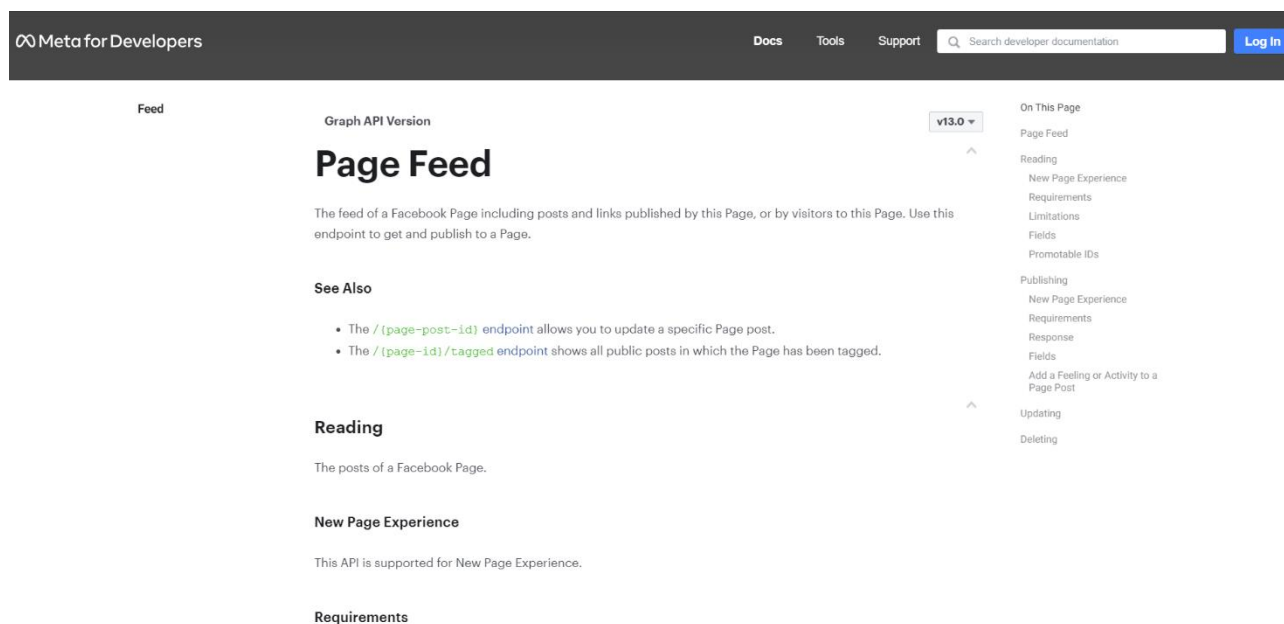 Meta for Developers
Docs
Tools
Support
Search developer documentation
Log In
Feed
Graph API Version
v13.0
Page Feed
The feed of a Facebook Page including posts and links published by this Page, or by visitors to this Page. Use this
endpoint to get and publish to a Page.
See Also
• The /{page-post-id} endpoint allows you to update a specific Page post.
• The /{page-id}/tagged endpoint shows all public posts in which the Page has been tagged.
Reading
The posts of a Facebook Page.
New Page Experience
This API is supported for New Page Experience.
Requirements
On This Page
Page Feed
Reading
New Page Experience
Requirements
Limitations
Fields
Promotable IDs
Publishing
New Page Experience
Requirements
Response
Fields
Add a Feeling or Activity to a
Page Post
Updating
Deleting